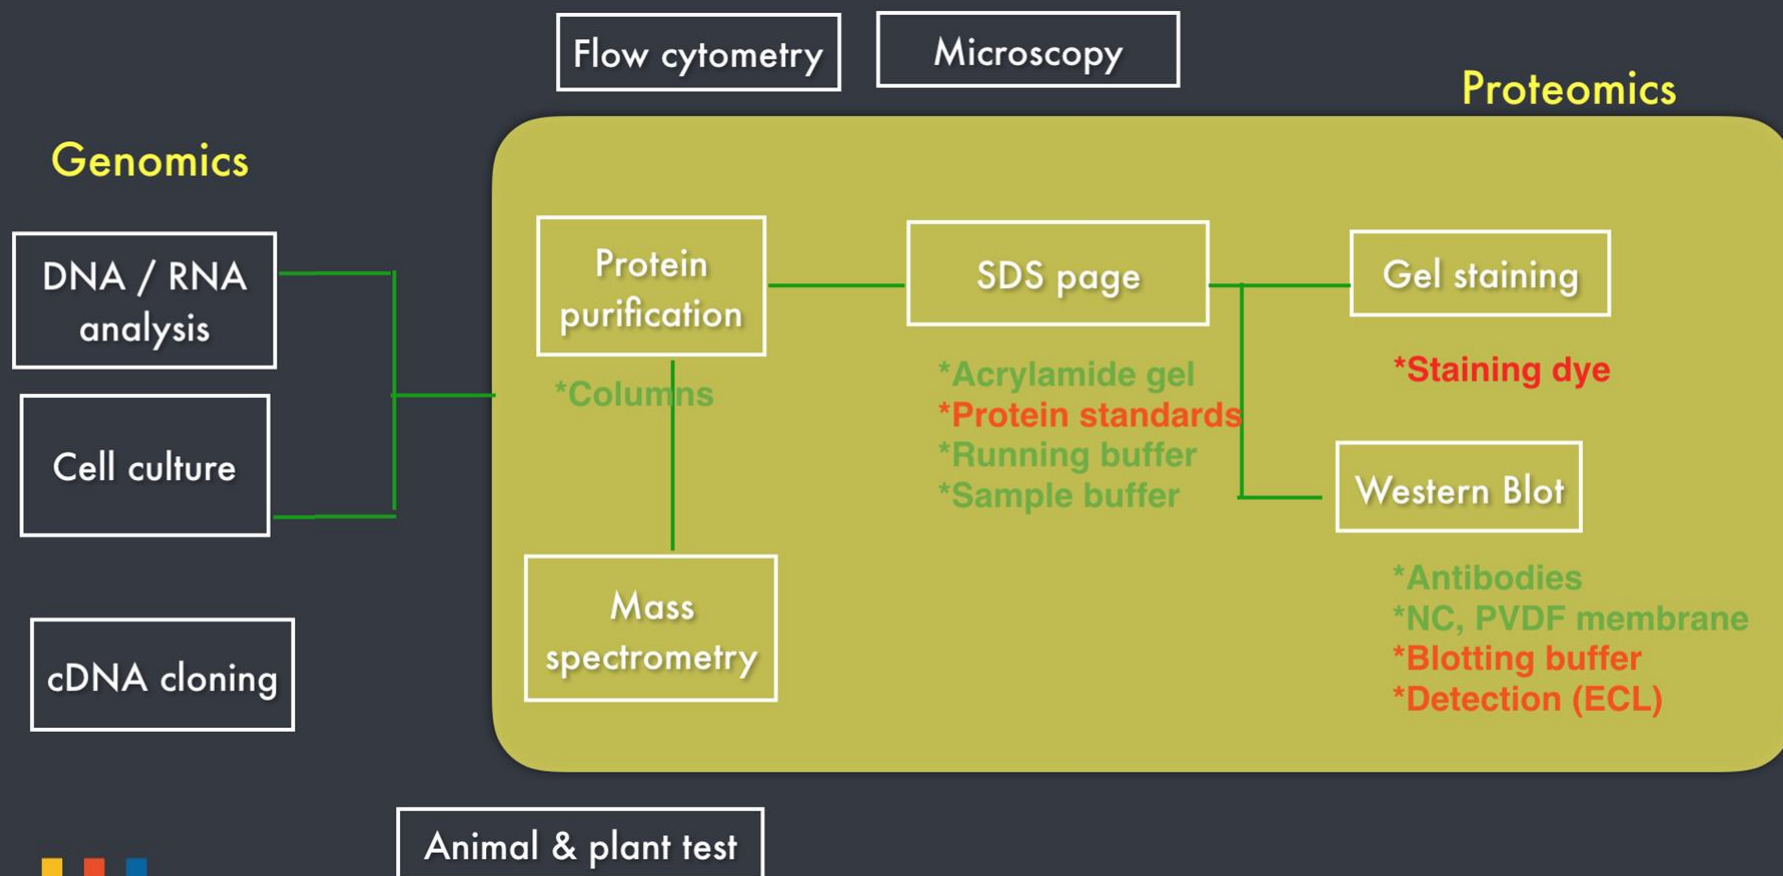 Flow cytometry
Microscopy
Proteomics
Genomics
DNA / RNA
analysis
Cell culture
cDNA cloning
Protein
purification
*Columns
Mass
spectrometry
SDS page
*Acrylamide gel
*Protein standards
*Running buffer
*Sample buffer
Gel staining
*Staining dye
Western Blot
*Antibodies
*NC, PVDF membrane
*Blotting buffer
*Detection (ECL)
Animal & plant test